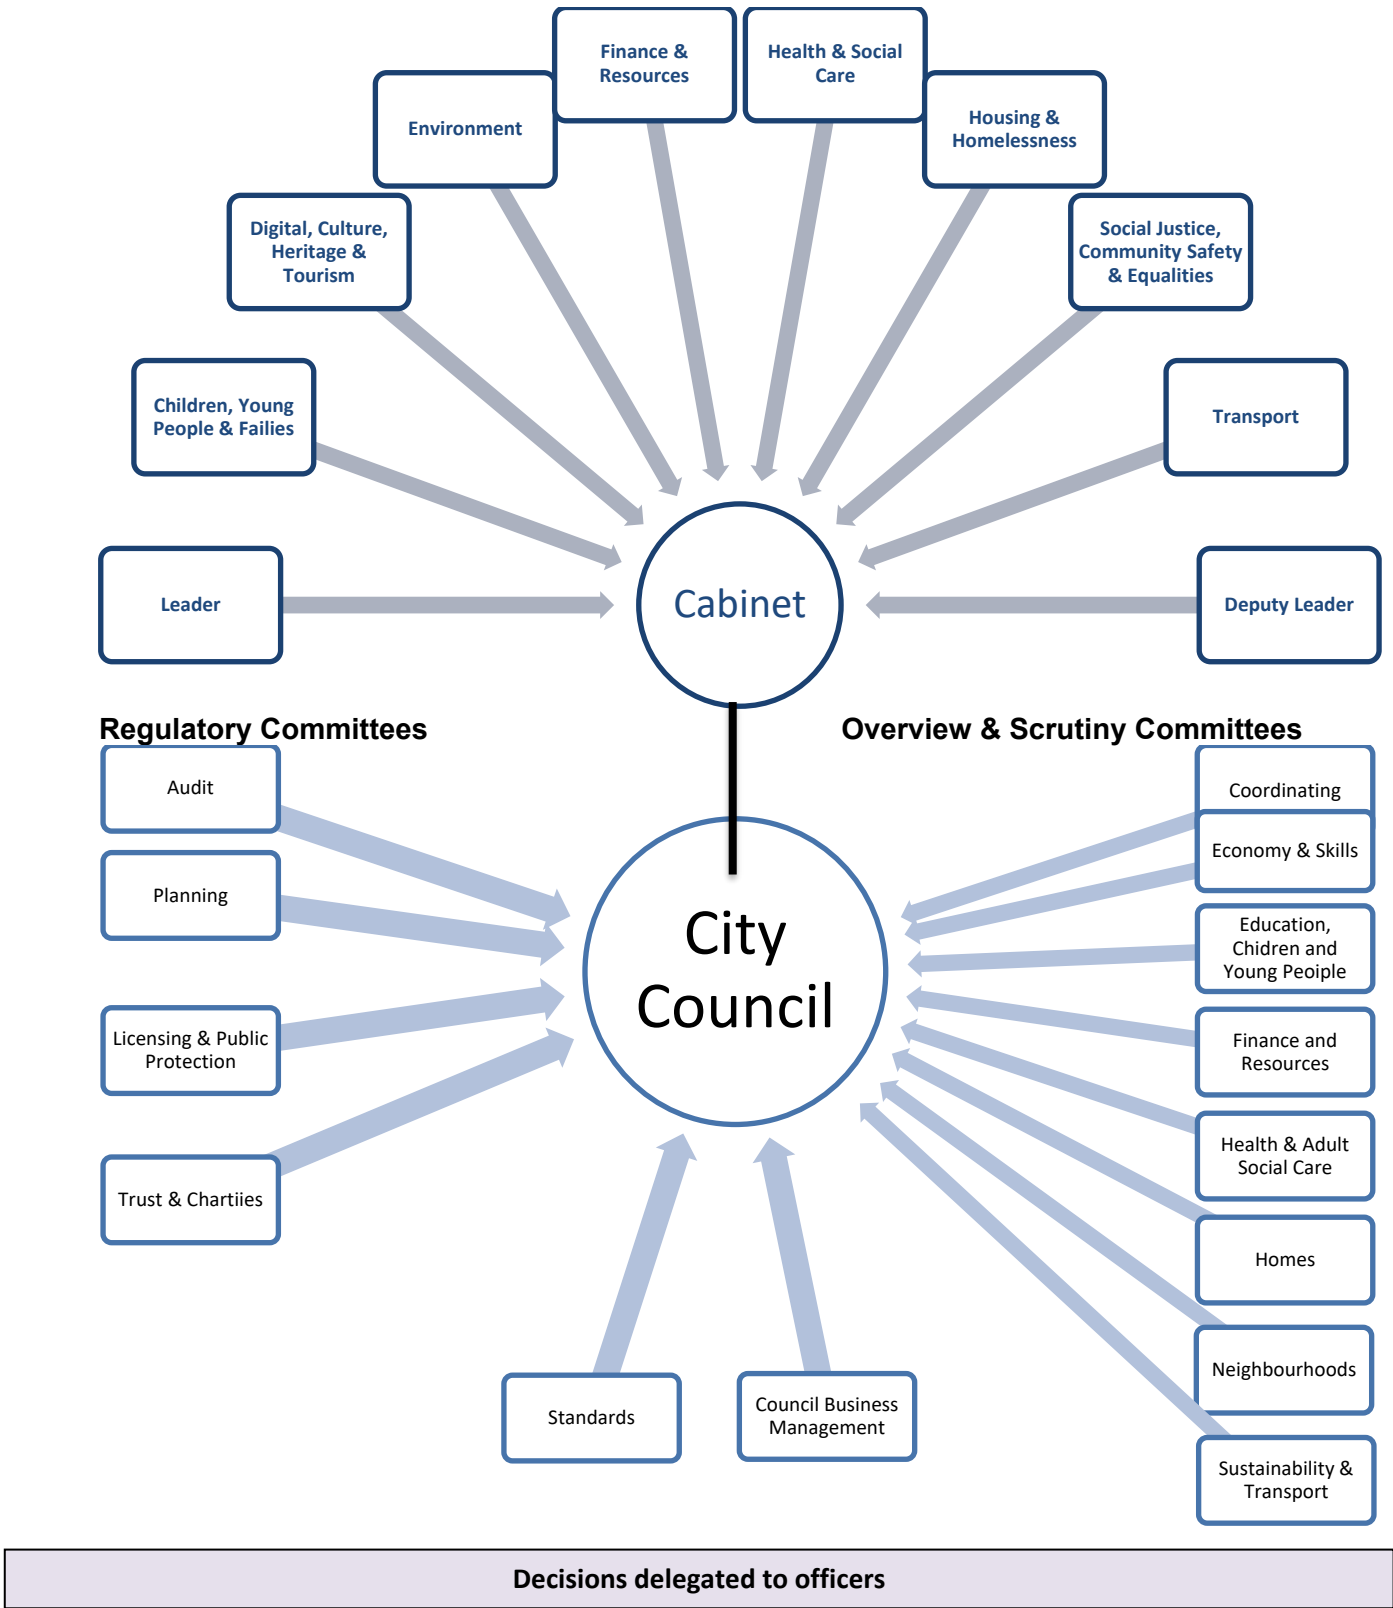 Finance &
Resources
Health & Social
Care
Environment
Housing &
Homelessness
Digital, Culture,
Heritage &
Tourism
Social Justice,
Community Safety
& Equalities
Children, Young
People & Failies
Transport
Leader
Cabinet
Deputy Leader
Regulatory Committees
Overview & Scrutiny Committees
Audit
Planning
Licensing & Public
Protection
Trust & Chartiies
City
Council
Standards
Council Business
Management
Coordinating
Economy & Skills
Education,
Chidren and
Young Peoiple
Finance and
Resources
Health & Adult
Social Care
Homes
Neighbourhoods
Sustainability &
Transport
Decisions delegated to officers